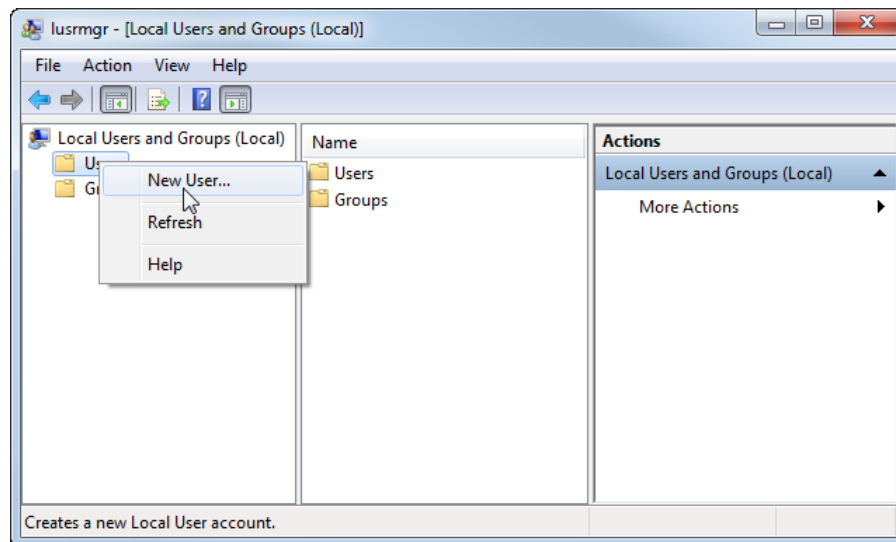 lusrmgr - [Local Users and Groups (Local)]
File Action View Help
Local Users and Groups (Local)
New User...
Refresh
Help
Name
Users
Groups
Actions
Local Users and Groups (Local)
More Actions
Creates a new Local User account.